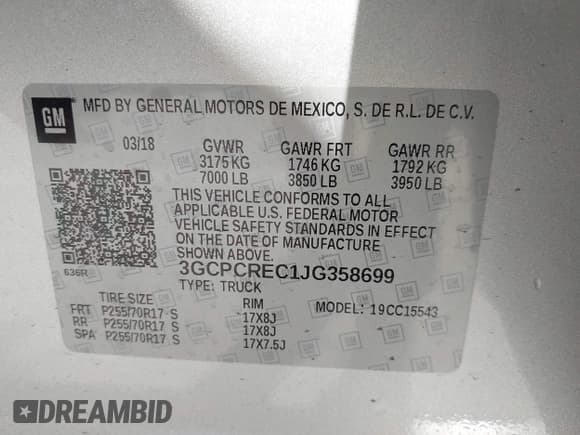 GM
MFD BY GENERAL MOTORS DE MEXICO, S. DE R.L. DE C.V.
03/18 GVWR GAWR FRT GAWR RR
3175 KG 1746 KG 1792 KG
7000 LB 3850 LB 3950 LB
THIS VEHICLE CONFORMS TO ALL
APPLICABLE U.S. FEDERAL MOTOR
VEHICLE SAFETY STANDARDS IN EFFECT
ON THE DATE OF MANUFACTURE
636R
3GCPCREC1JG358699
TYPE: TRUCK
TIRE SIZE RIM MODEL: 19CC15543
FRT P255/70R17 S 17X8J
RR P255/70R17 S 17X8J
SPA P255/70R17 S 17X7.5J
DREAMBID